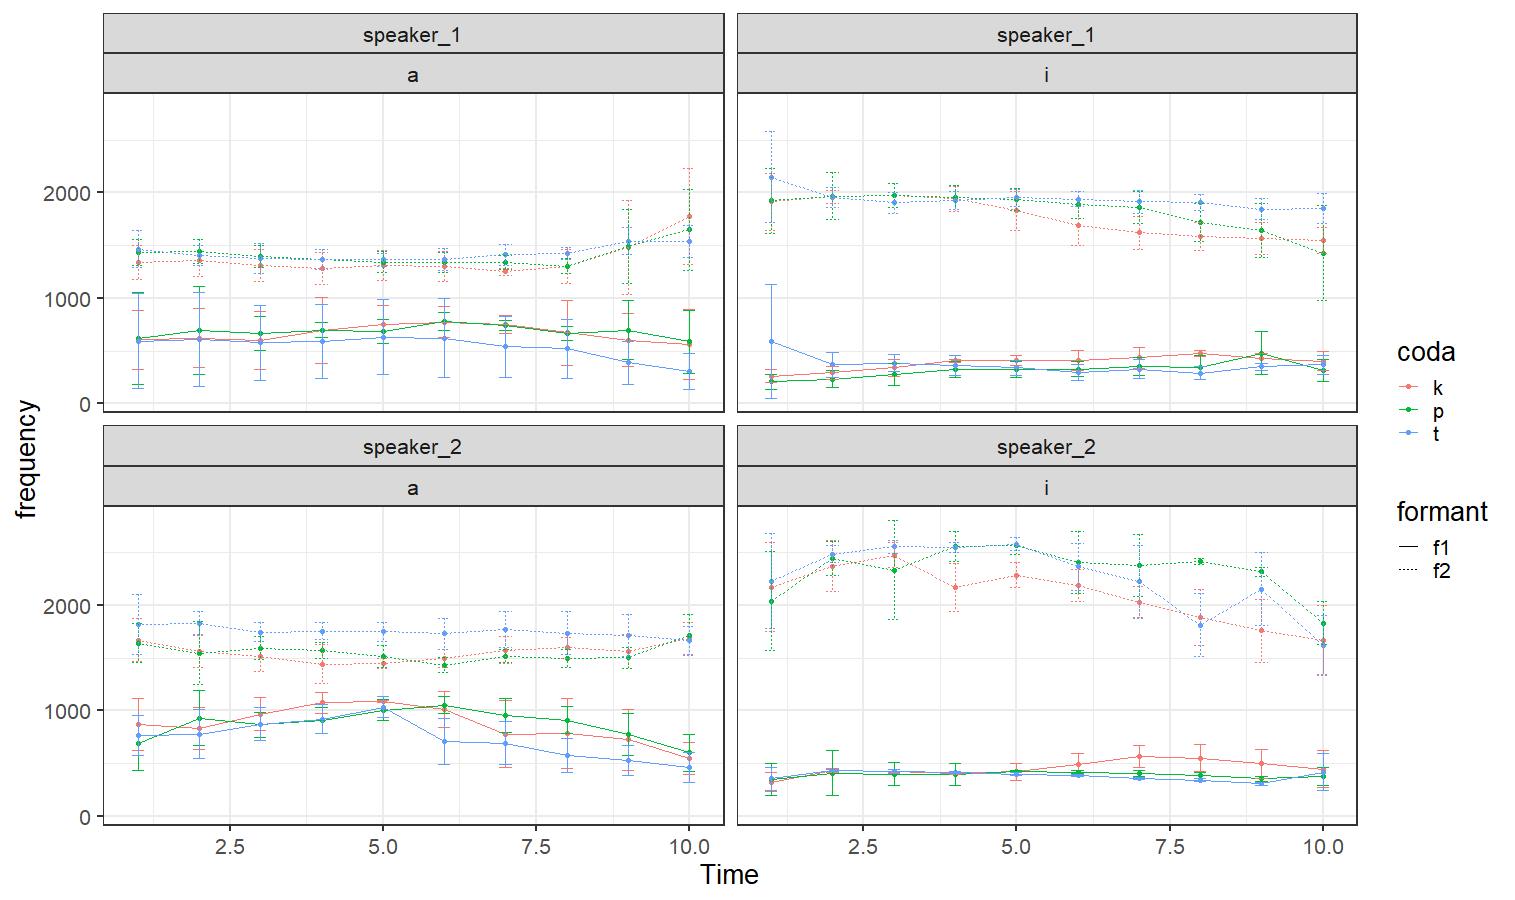 speaker_1
speaker_1
a
i
2000
1000
0
speaker_2
speaker_2
a
i
2000
1000
0
2.5
5.0
7.5
10.0
2.5
5.0
7.5
10.0
Time
frequency
coda
k
p
t
formant
f1
f2